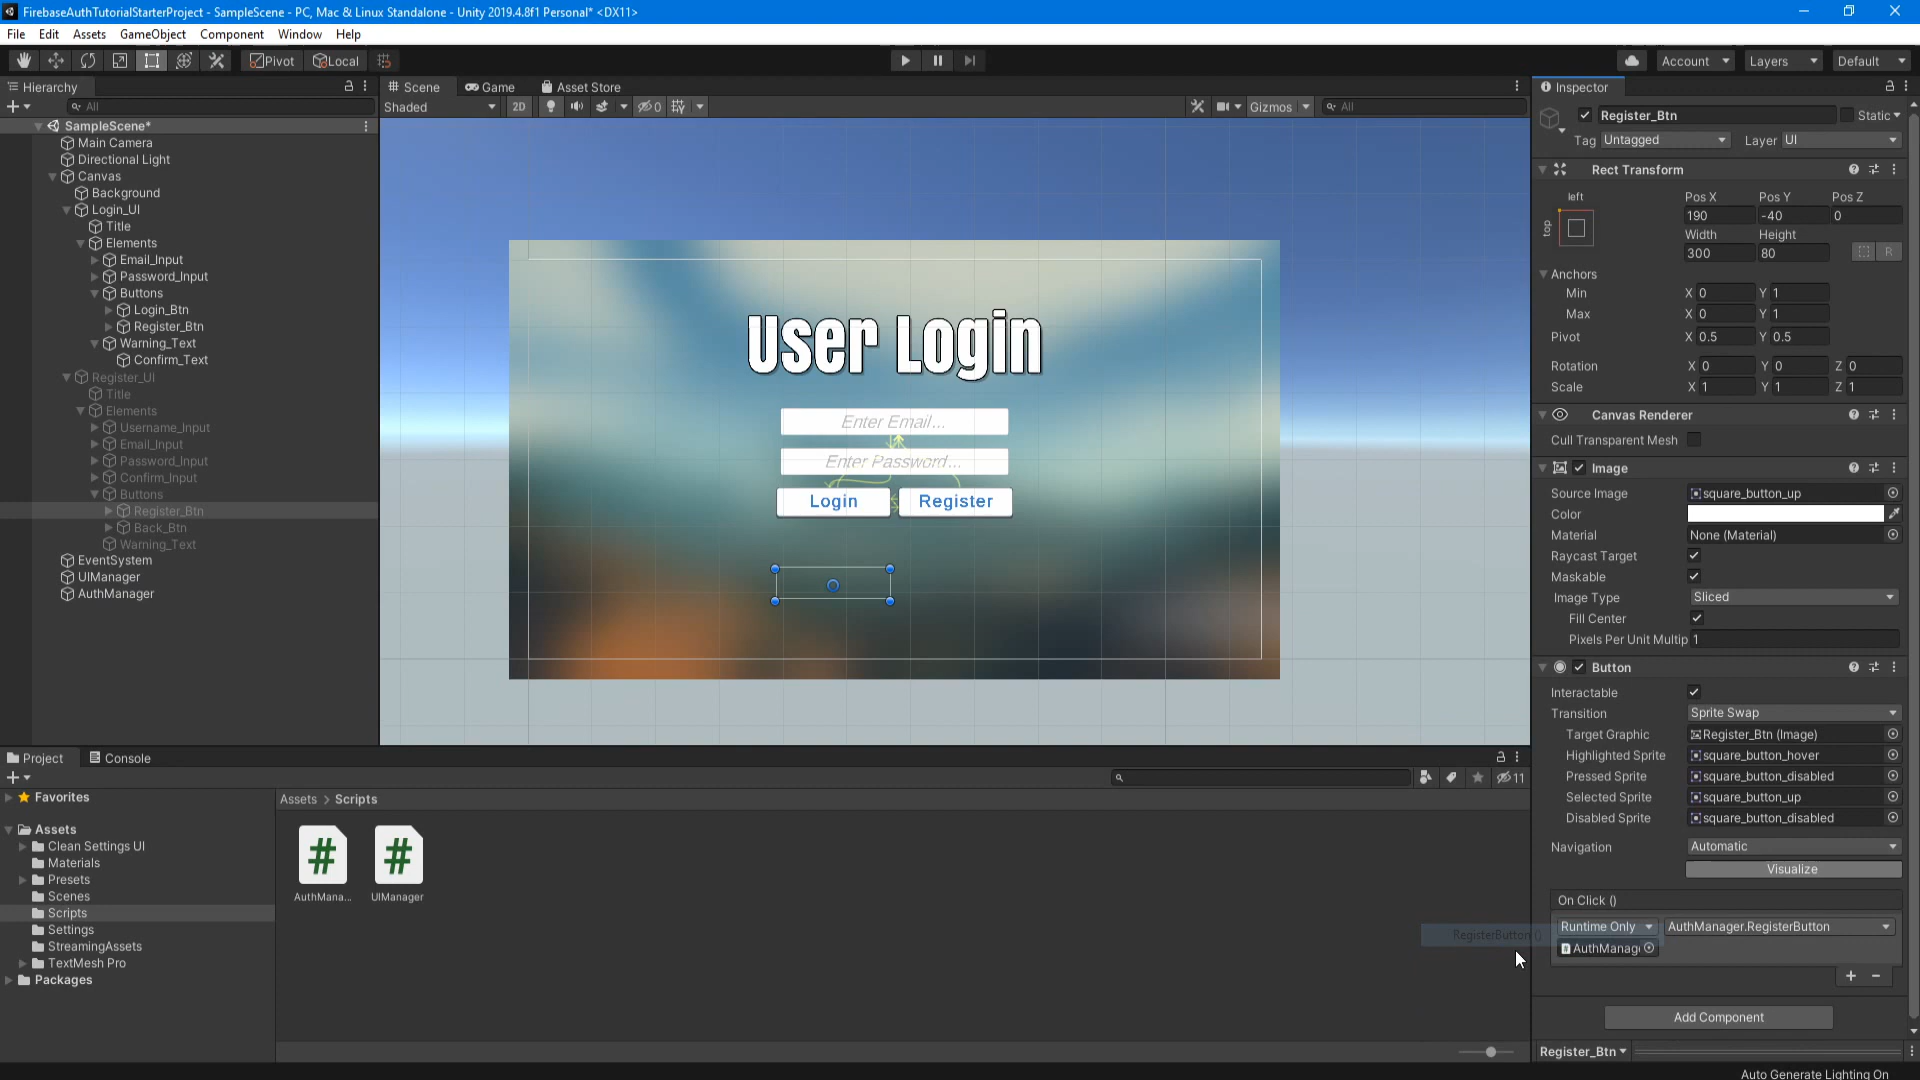 FirebaseAuthTutorialStarterProject - SampleScene - PC, Mac & Linux Standalone - Unity 2019.4.8f1 Personal* <DX11>
File Edit Assets GameObject Component Window Help
Pivot Local Account Layers Default
Hierarchy
All
SampleScene*
Main Camera
Directional Light
Canvas
Background
Login_UI
Title
Elements
Email_Input
Password_Input
Buttons
Login_Btn
Register_Btn
Warning_Text
Confirm_Text
Register_UI
Title
Elements
Username_Input
Email_Input
Password_Input
Confirm_Input
Buttons
Register_Btn
Back_Btn
Warning_Text
EventSystem
UIManager
AuthManager
Scene Game Asset Store
Shaded 2D 0 Gizmos All
User Login
Enter Email...
Enter Password...
Login Register
Inspector
Register_Btn Static
Tag Untagged Layer UI
Rect Transform
left
top
Pos X Pos Y Pos Z
190 -40 0
Width Height
300 80 R
Anchors
Min X 0 Y 1
Max X 0 Y 1
Pivot X 0.5 Y 0.5
Rotation X 0 Y 0 Z 0
Scale X 1 Y 1 Z 1
Canvas Renderer
Cull Transparent Mesh
Image
Source Image square_button_up
Color
Material None (Material)
Raycast Target
Maskable
Image Type Sliced
Fill Center
Pixels Per Unit Multip 1
Button
Interactable
Transition Sprite Swap
Target Graphic Register_Btn (Image)
Highlighted Sprite square_button_hover
Pressed Sprite square_button_disabled
Selected Sprite square_button_up
Disabled Sprite square_button_disabled
Navigation Automatic
Visualize
On Click ()
Runtime Only AuthManager.RegisterButton
AuthManage
RegisterButton ()
Add Component
Register_Btn
Auto Generate Lighting On
Project Console
11
Favorites
Assets
Clean Settings UI
Materials
Presets
Scenes
Scripts
Settings
StreamingAssets
TextMesh Pro
Packages
Assets > Scripts
# #
AuthMana... UIManager